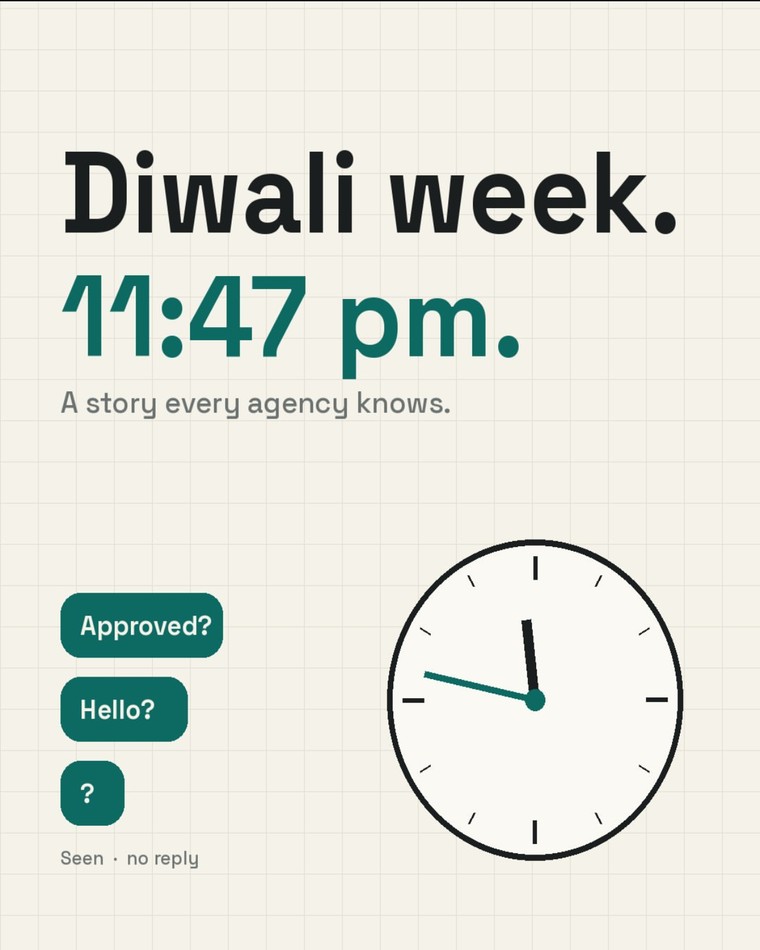 Diwali week.
11:47 pm.
A story every agency knows.
Approved?
Hello?
?
Seen · no reply